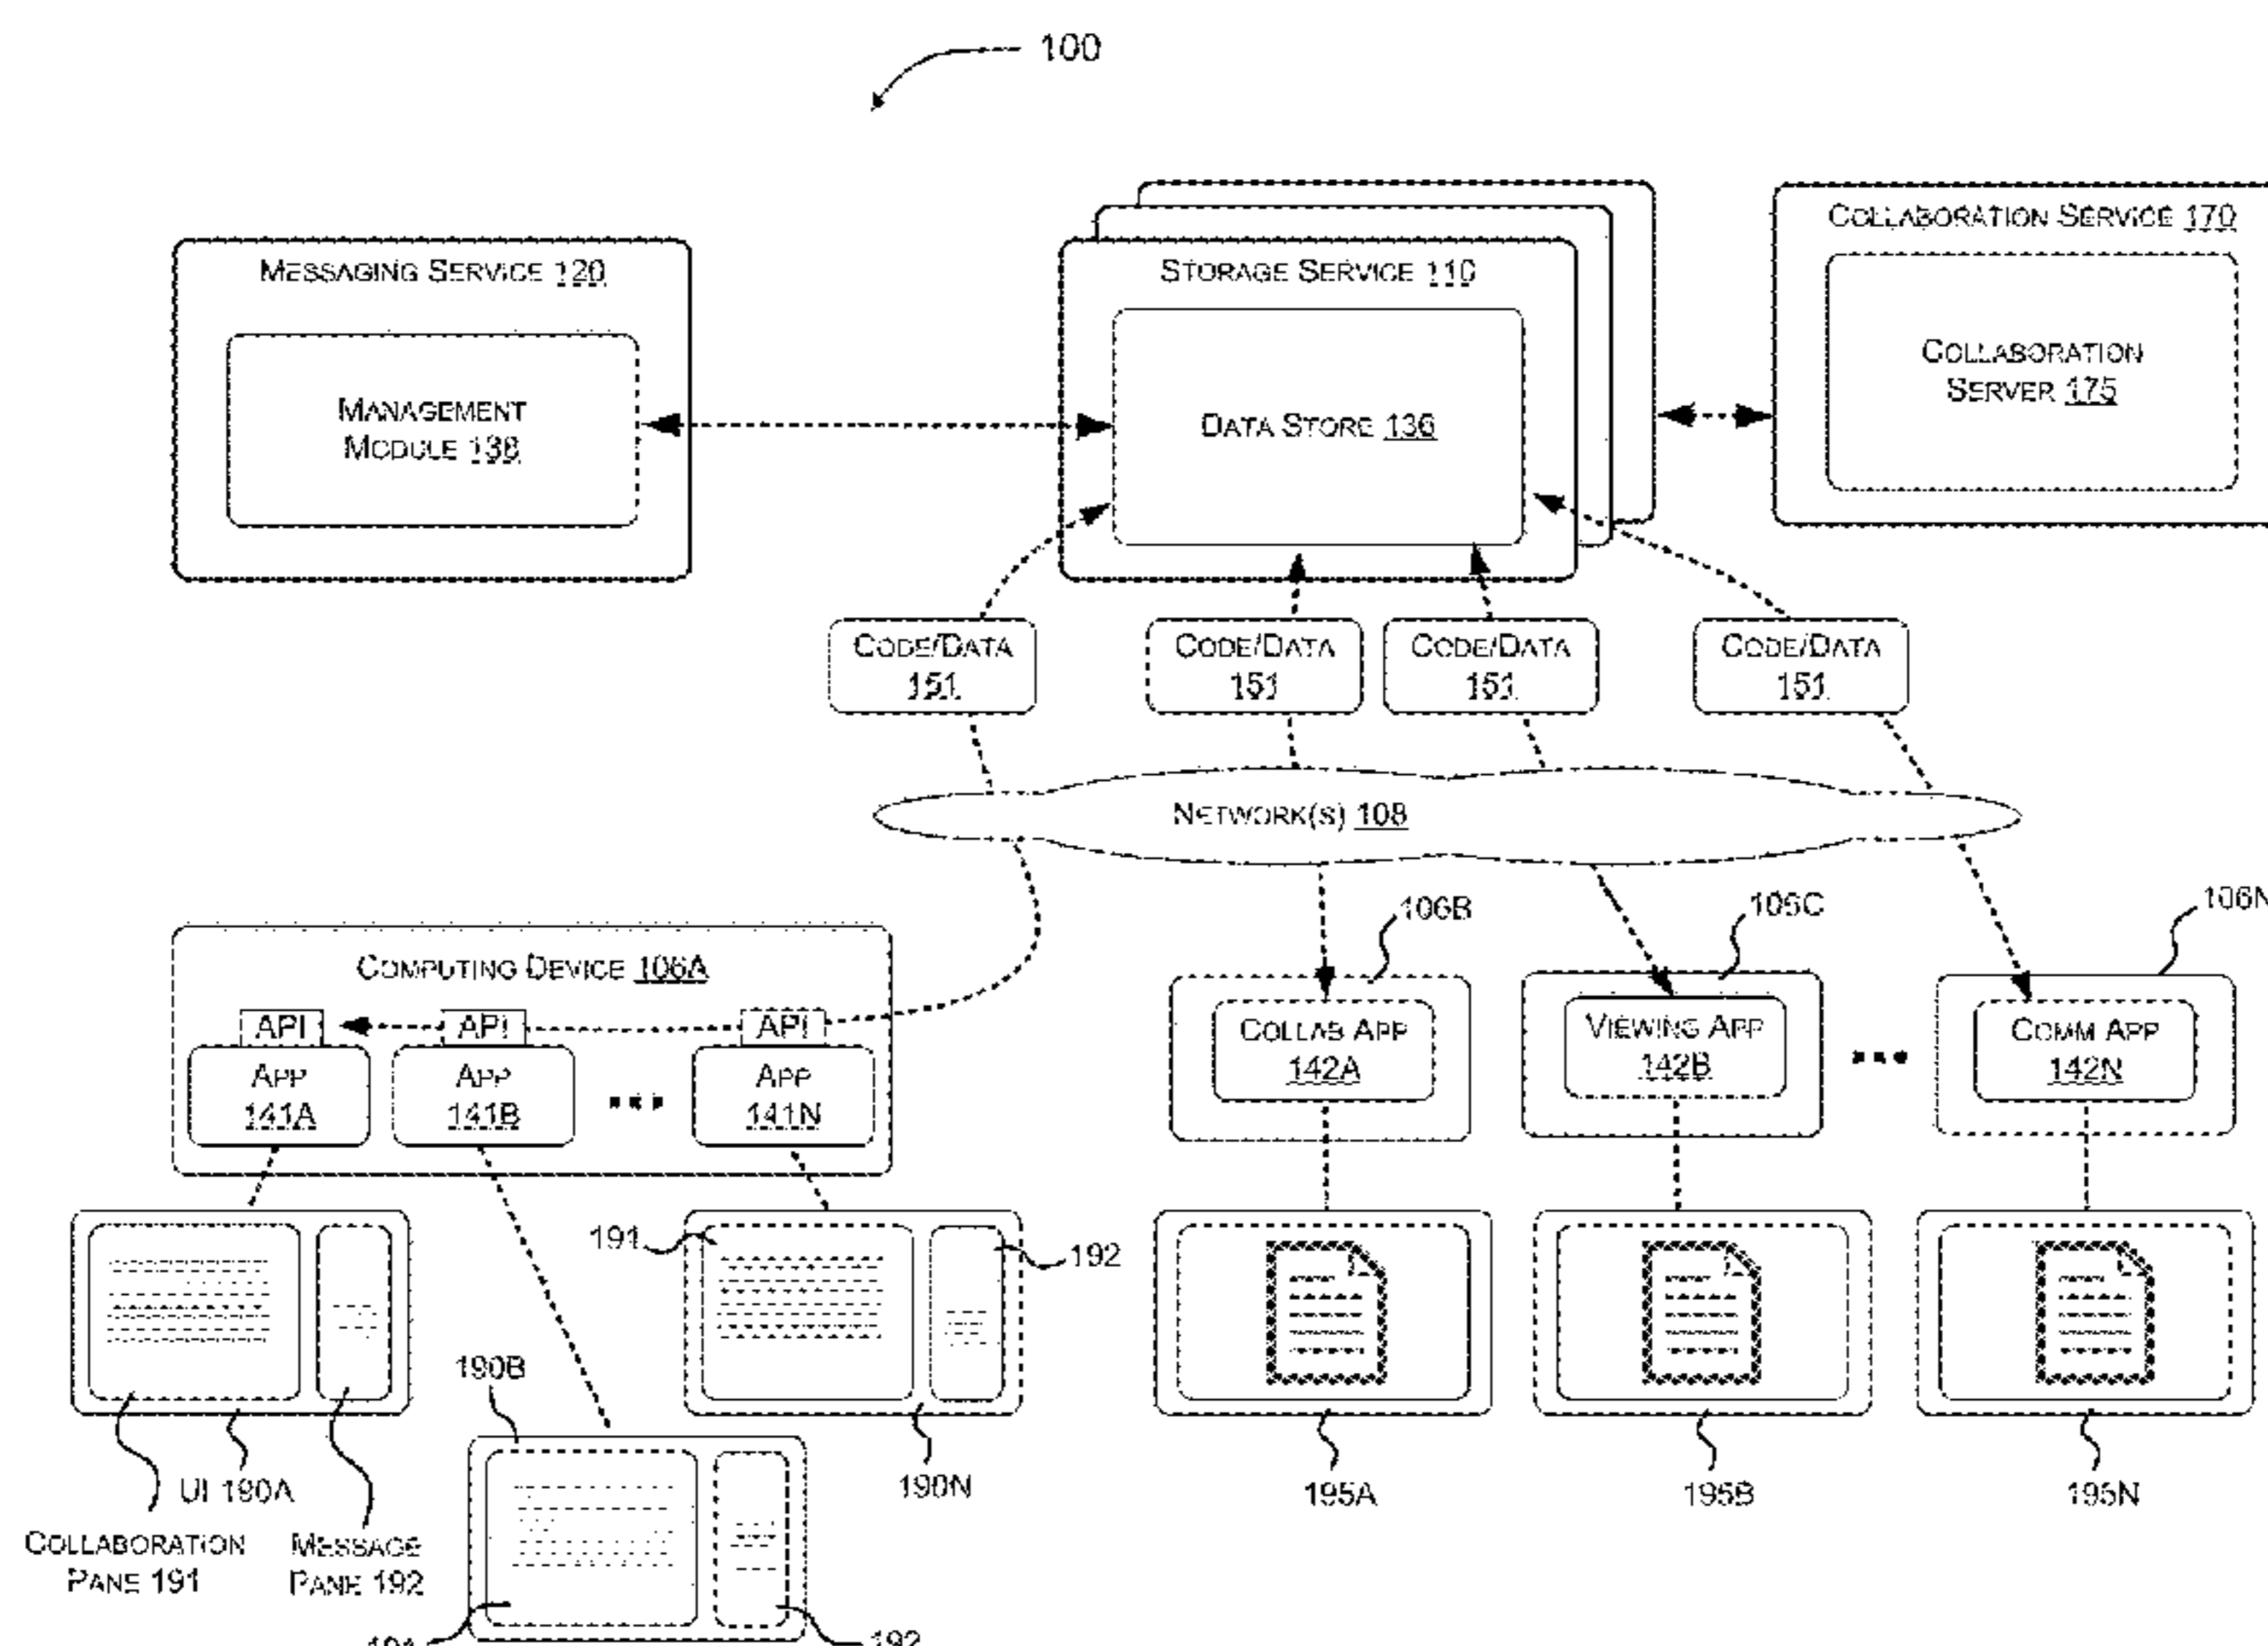 100
MESSAGING SERVICE 120
MANAGEMENT
MODULE 138
STORAGE SERVICE 110
DATA STORE 136
COLLABORATION SERVICE 170
COLLABORATION
SERVER 175
CODE/DATA
151
CODE/DATA
151
CODE/DATA
151
CODE/DATA
151
NETWORK(S) 108
COMPUTING DEVICE 106A
API
API
API
APP
141A
APP
141B
APP
141N
106B
COLLAB APP
142A
106C
VIEWING APP
142B
106N
COMM APP
142N
191
192
190B
190N
195A
195B
195N
UI 190A
COLLABORATION
PANE 191
MESSAGE
PANE 192
192